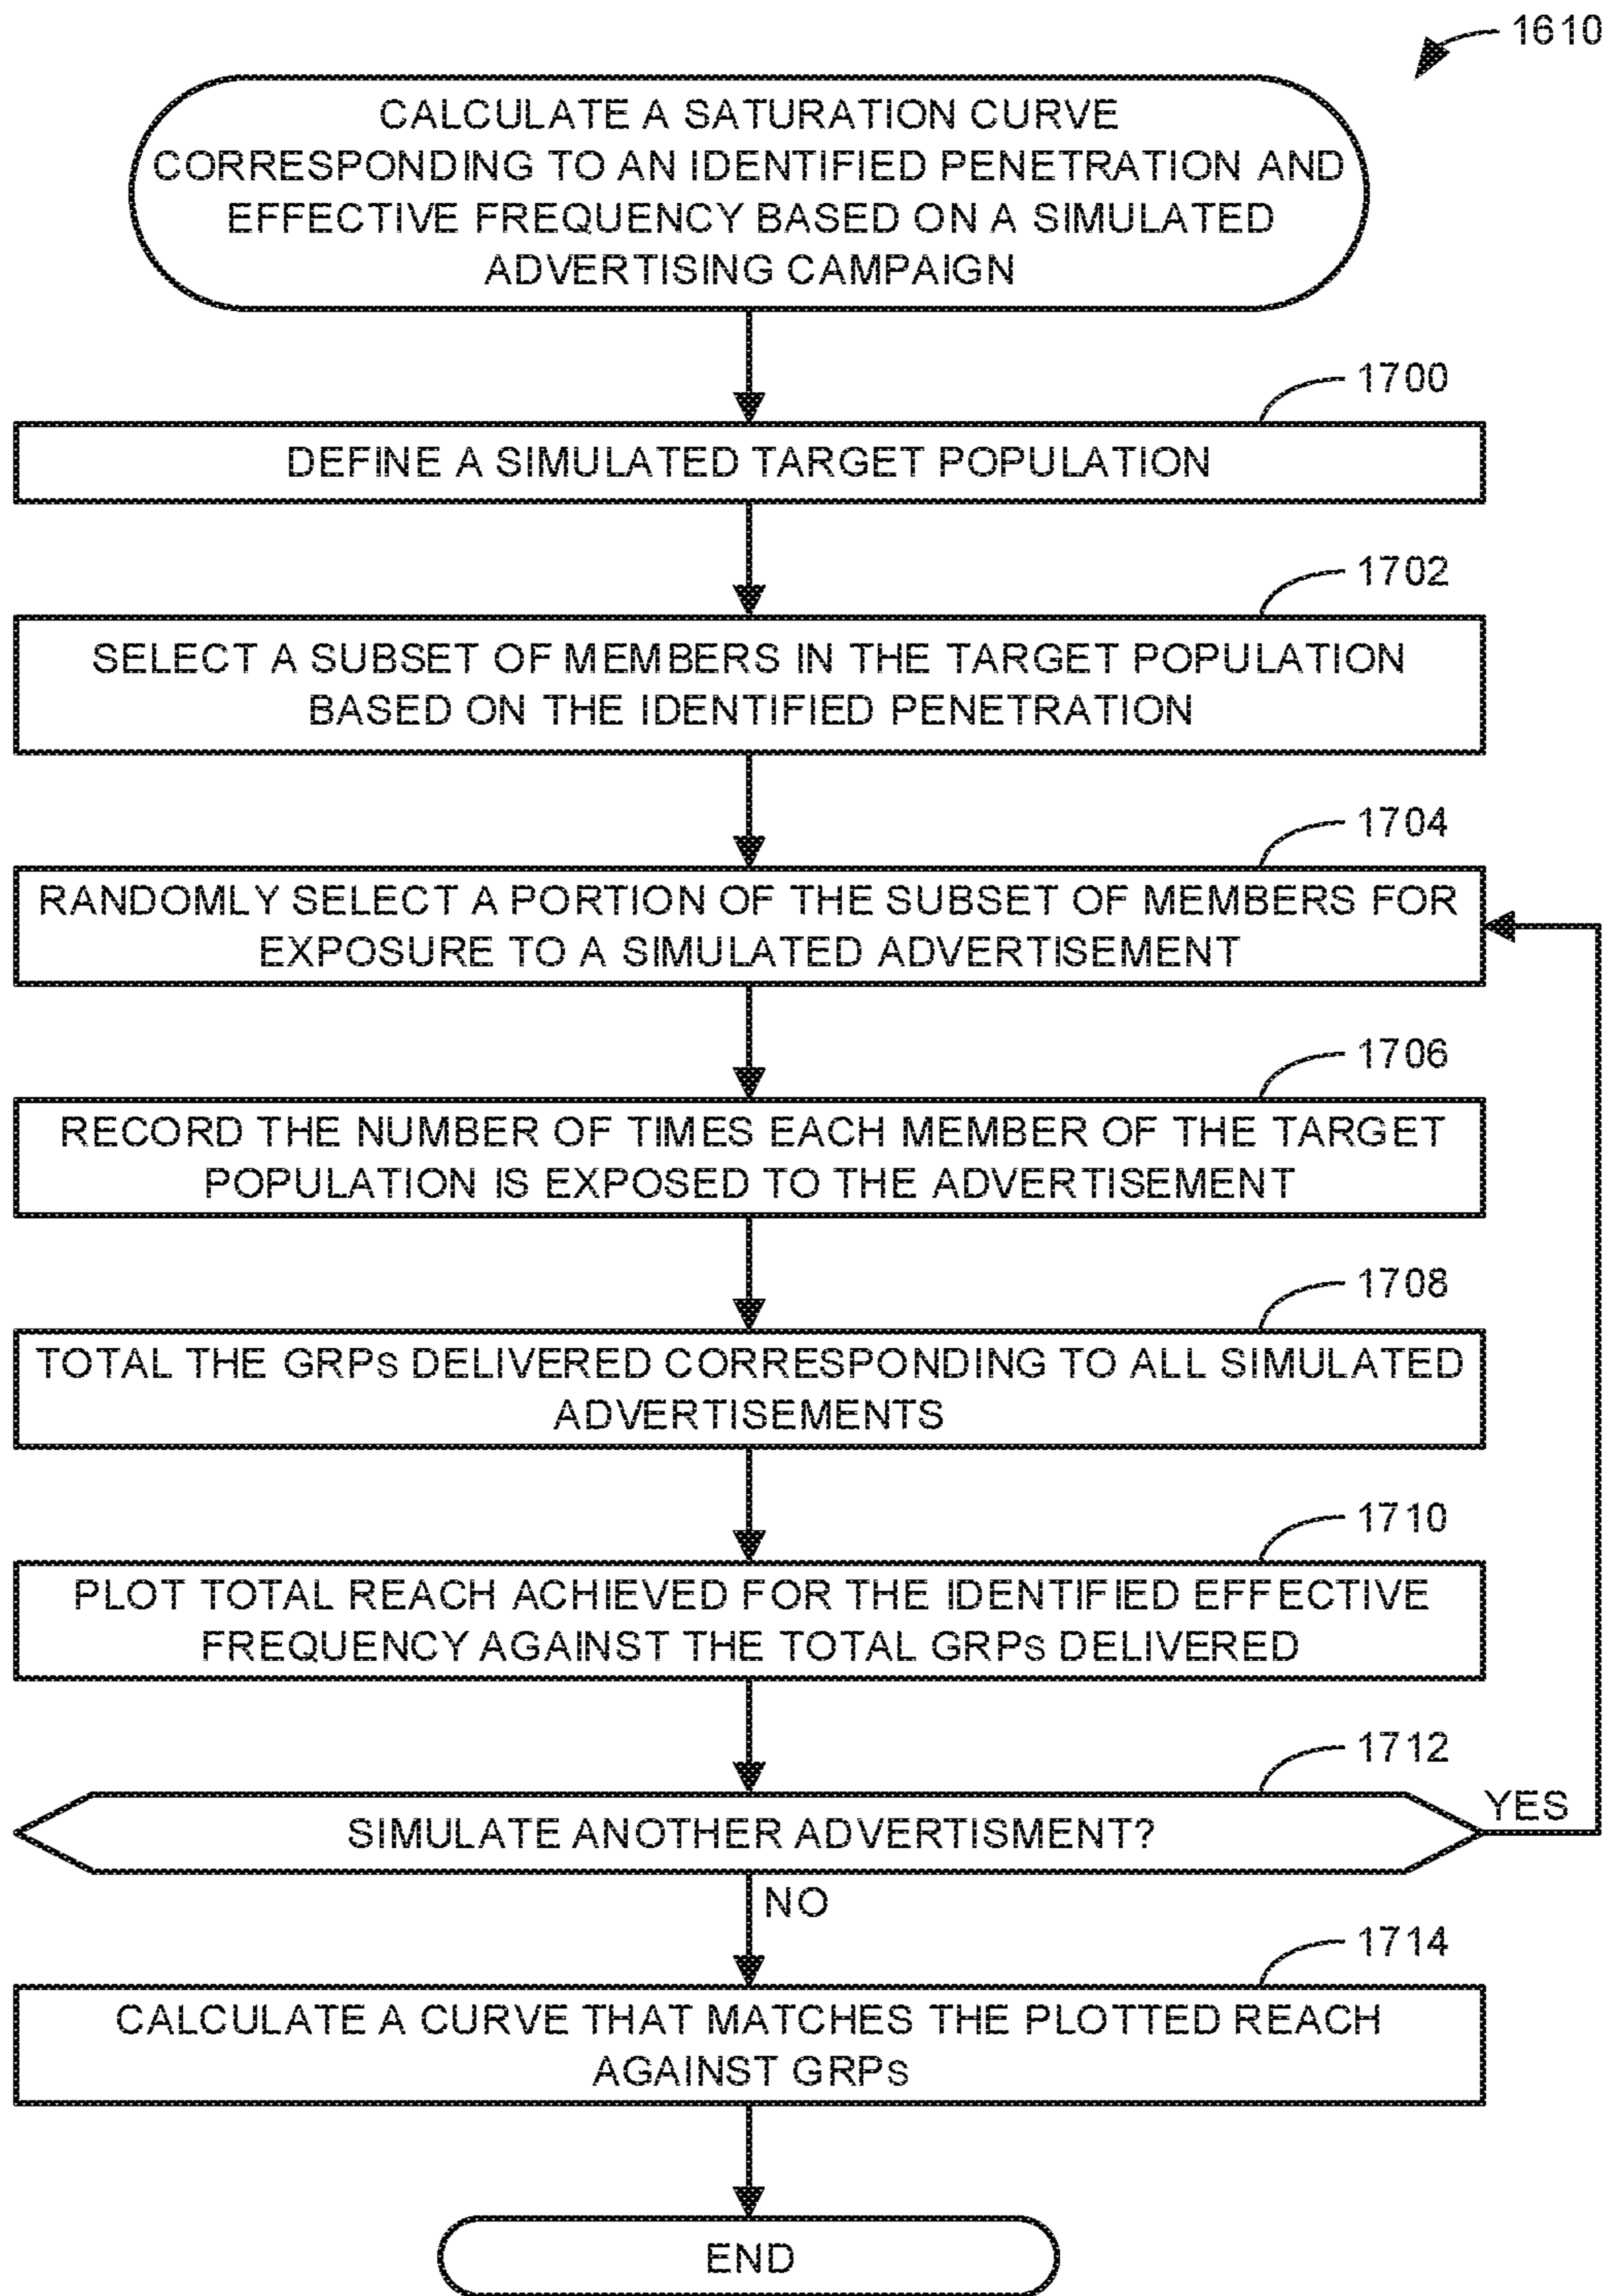 1610
CALCULATE A SATURATION CURVE
CORRESPONDING TO AN IDENTIFIED PENETRATION AND
EFFECTIVE FREQUENCY BASED ON A SIMULATED
ADVERTISING CAMPAIGN
1700
DEFINE A SIMULATED TARGET POPULATION
1702
SELECT A SUBSET OF MEMBERS IN THE TARGET POPULATION
BASED ON THE IDENTIFIED PENETRATION
1704
RANDOMLY SELECT A PORTION OF THE SUBSET OF MEMBERS FOR
EXPOSURE TO A SIMULATED ADVERTISEMENT
1706
RECORD THE NUMBER OF TIMES EACH MEMBER OF THE TARGET
POPULATION IS EXPOSED TO THE ADVERTISEMENT
1708
TOTAL THE GRPs DELIVERED CORRESPONDING TO ALL SIMULATED
ADVERTISEMENTS
1710
PLOT TOTAL REACH ACHIEVED FOR THE IDENTIFIED EFFECTIVE
FREQUENCY AGAINST THE TOTAL GRPs DELIVERED
1712
SIMULATE ANOTHER ADVERTISMENT?
YES
NO
1714
CALCULATE A CURVE THAT MATCHES THE PLOTTED REACH
AGAINST GRPs
END